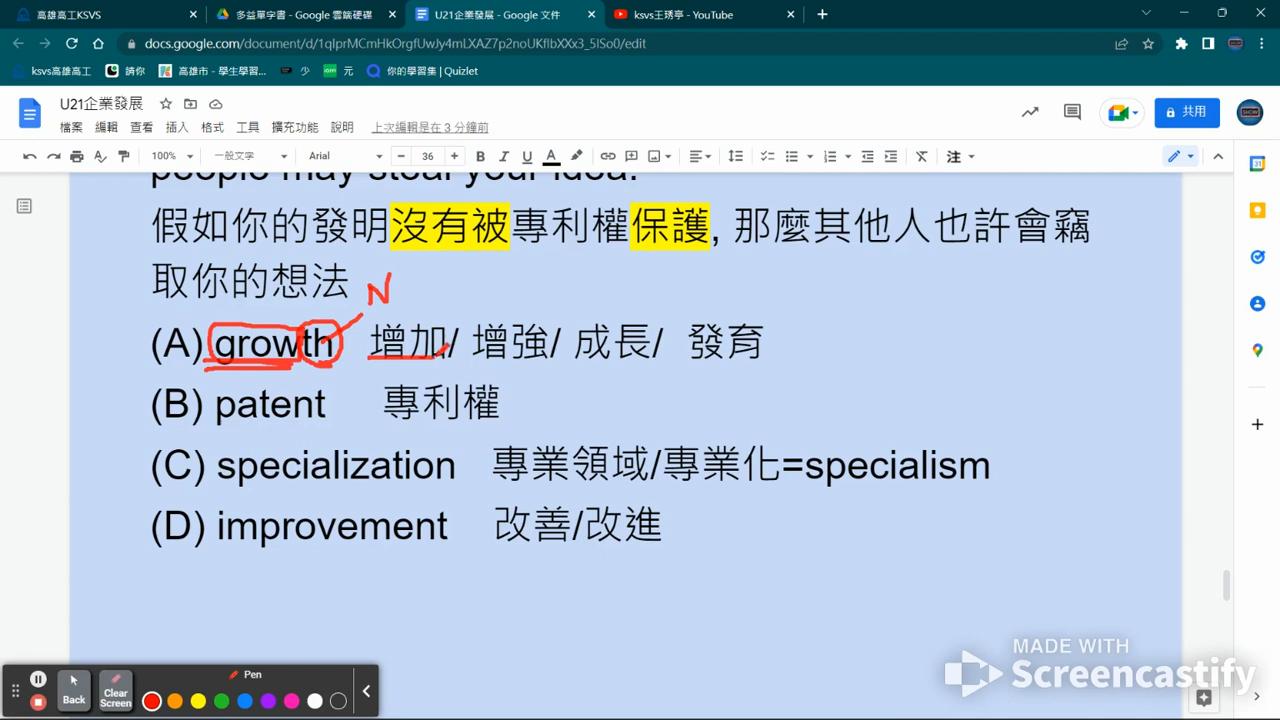 高雄高工KSVS
多益單字書 - Google 雲端硬碟
U21企業發展 - Google 文件
ksvs王琇亭 - YouTube
docs.google.com/document/d/1qIprMCmHkOrgfUwJy4mLXAZ7p2noUKflbXXx3_5lSo0/edit
ksvs高雄高工
請你
高雄市 - 學生學習...
少
元
你的學習集 | Quizlet
U21企業發展
檔案 編輯 查看 插入 格式 工具 擴充功能 說明 上次編輯是在 3 分鐘前
共用
100% 一般文字 Arial 36 B I U A 注
people may steal your idea.
假如你的發明沒有被專利權保護, 那麼其他人也許會竊
取你的想法
N
(A) growth 增加/ 增強/ 成長/ 發育
(B) patent 專利權
(C) specialization 專業領域/專業化=specialism
(D) improvement 改善/改進
MADE WITH
Screencastify
Pen
Back
Clear
Screen